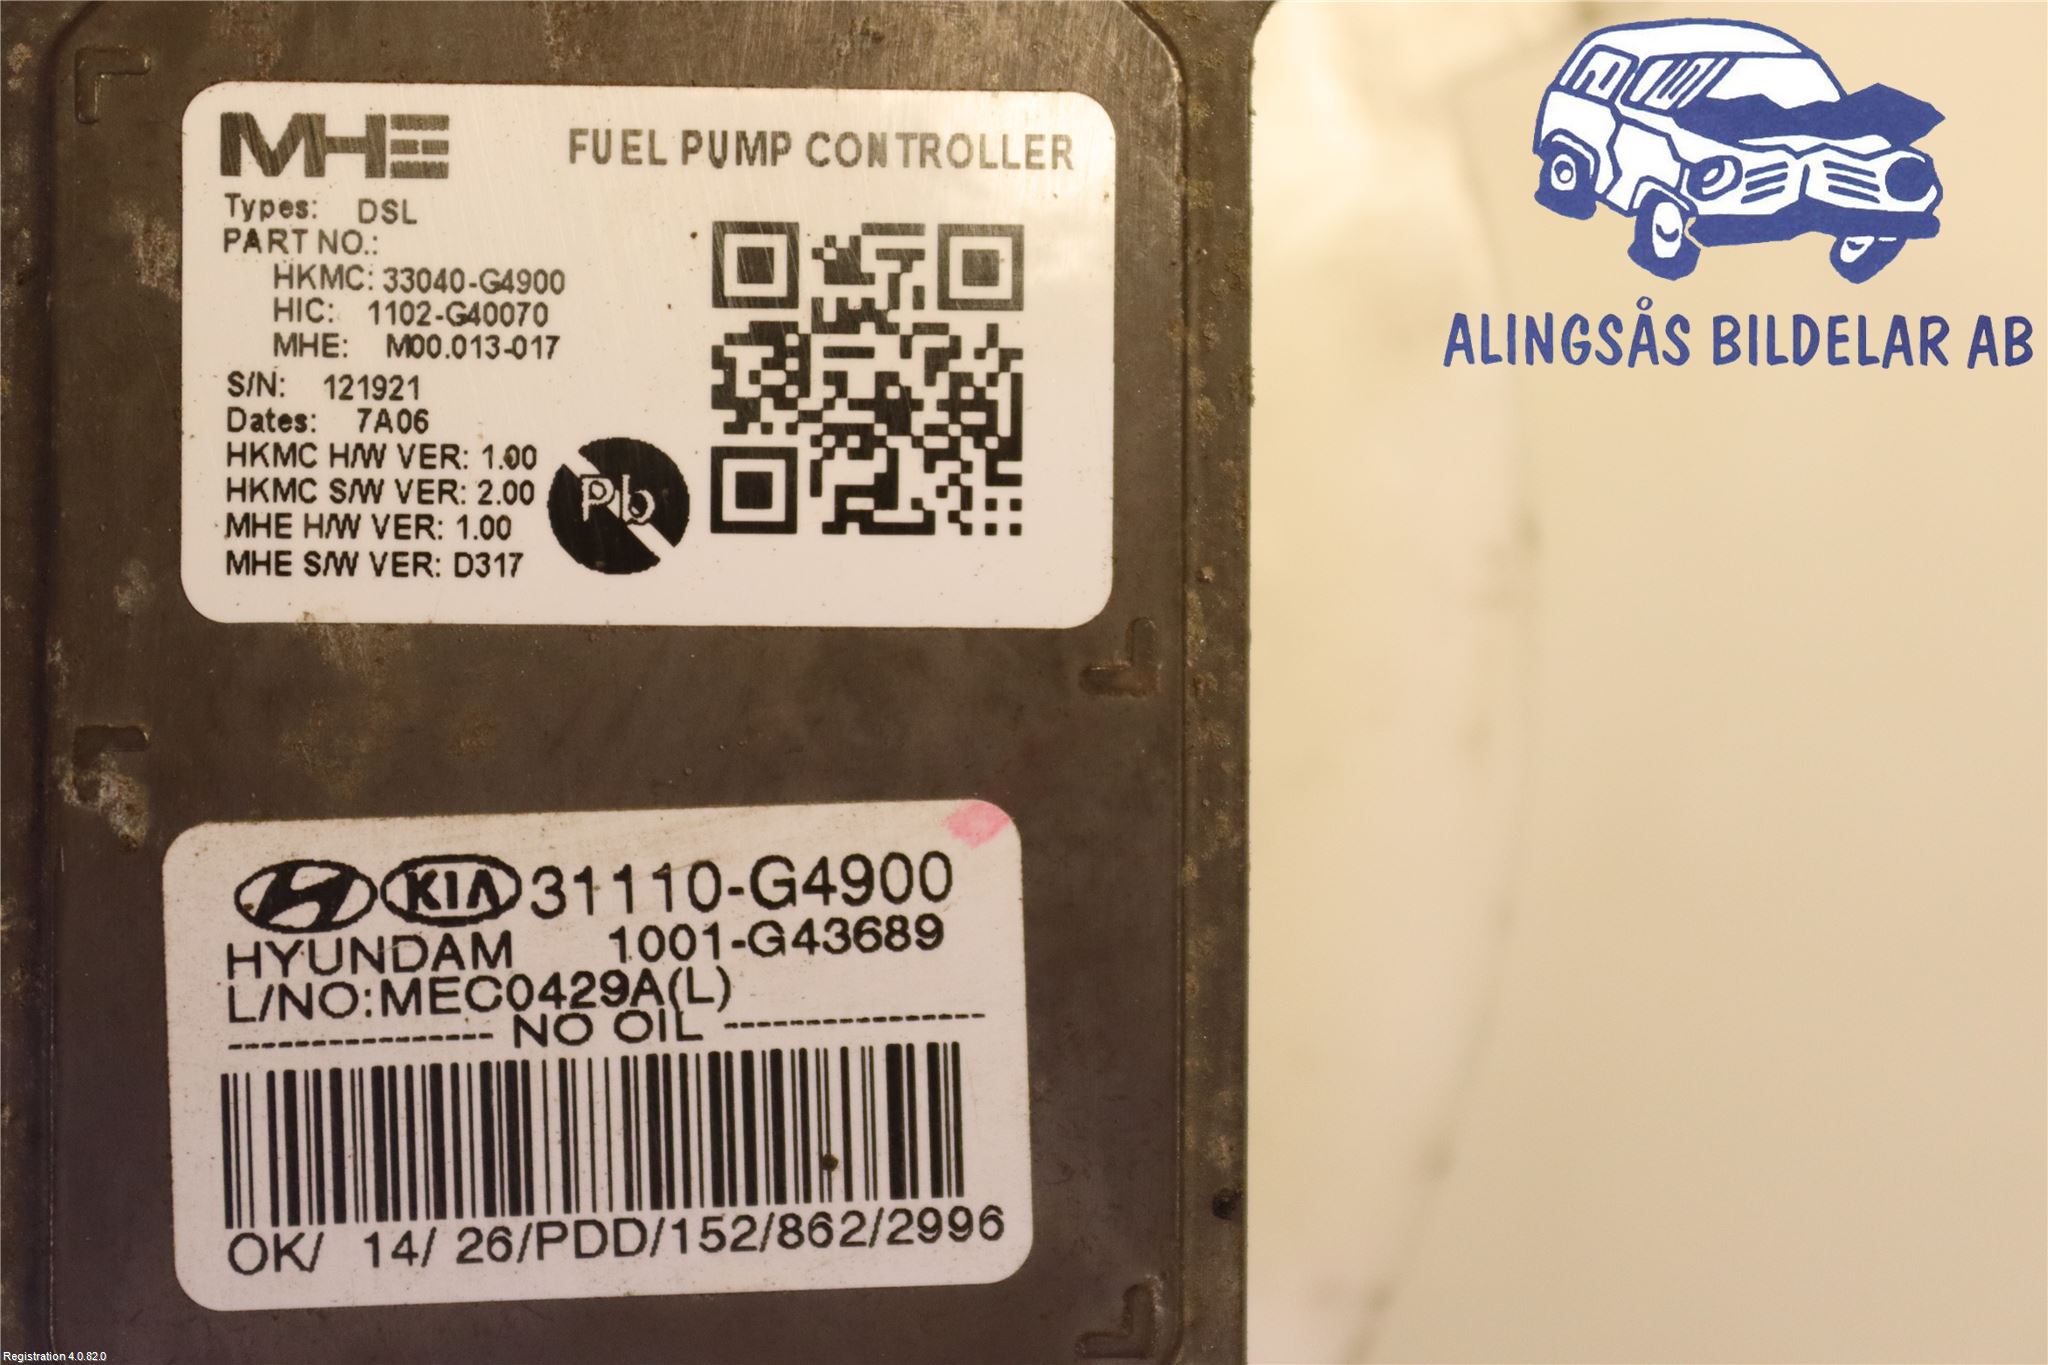 MHE FUEL PUMP CONTROLLER
Types: DSL
PART NO.:
HKMC: 33040-G4900
HIC: 1102-G40070
MHE: M00.013-017
S/N: 121921
Dates: 7A06
HKMC H/W VER: 1.00
HKMC S/W VER: 2.00
MHE H/W VER: 1.00
MHE S/W VER: D317
Pb
ALINGSÅS BILDELAR AB
KIA 31110-G4900
HYUNDAM 1001-G43689
L/NO:MEC0429A(L)
---------------- NO OIL ----------------
OK/ 14/ 26/PDD/152/862/2996
Registration 4.0.82.0